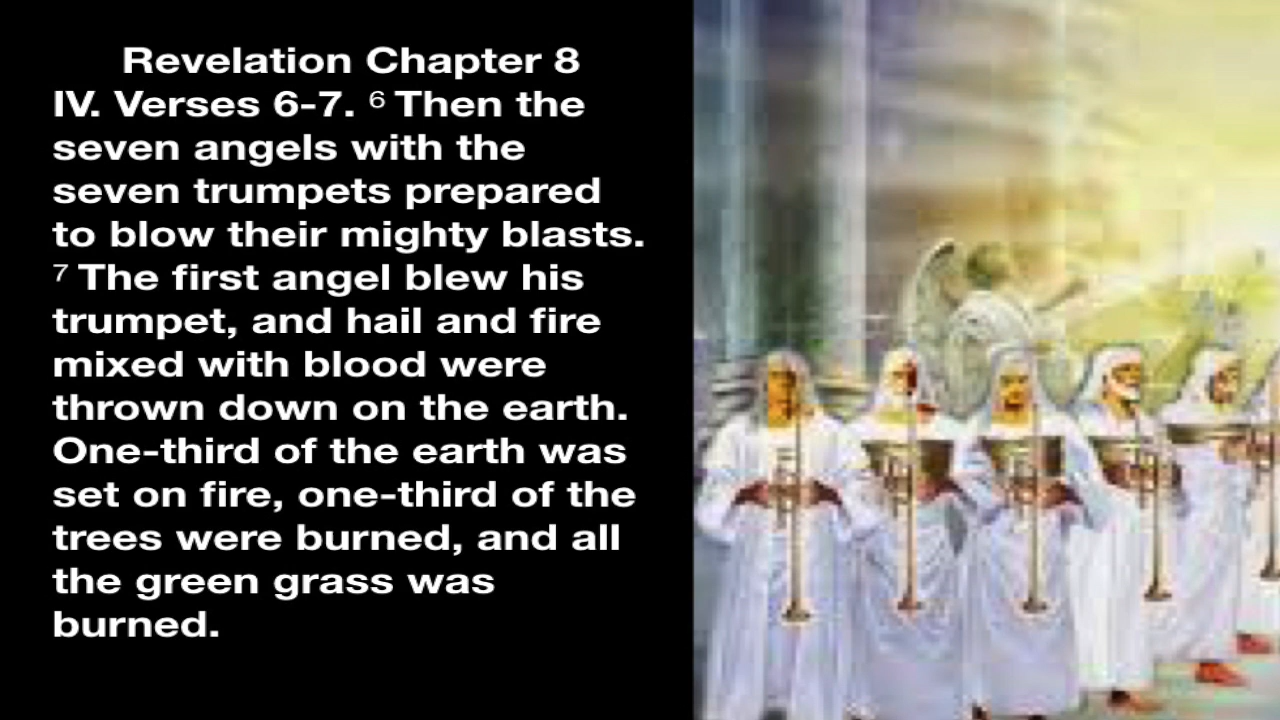 Revelation Chapter 8
IV. Verses 6-7. ⁶ Then the
seven angels with the
seven trumpets prepared
to blow their mighty blasts.
⁷ The first angel blew his
trumpet, and hail and fire
mixed with blood were
thrown down on the earth.
One-third of the earth was
set on fire, one-third of the
trees were burned, and all
the green grass was
burned.